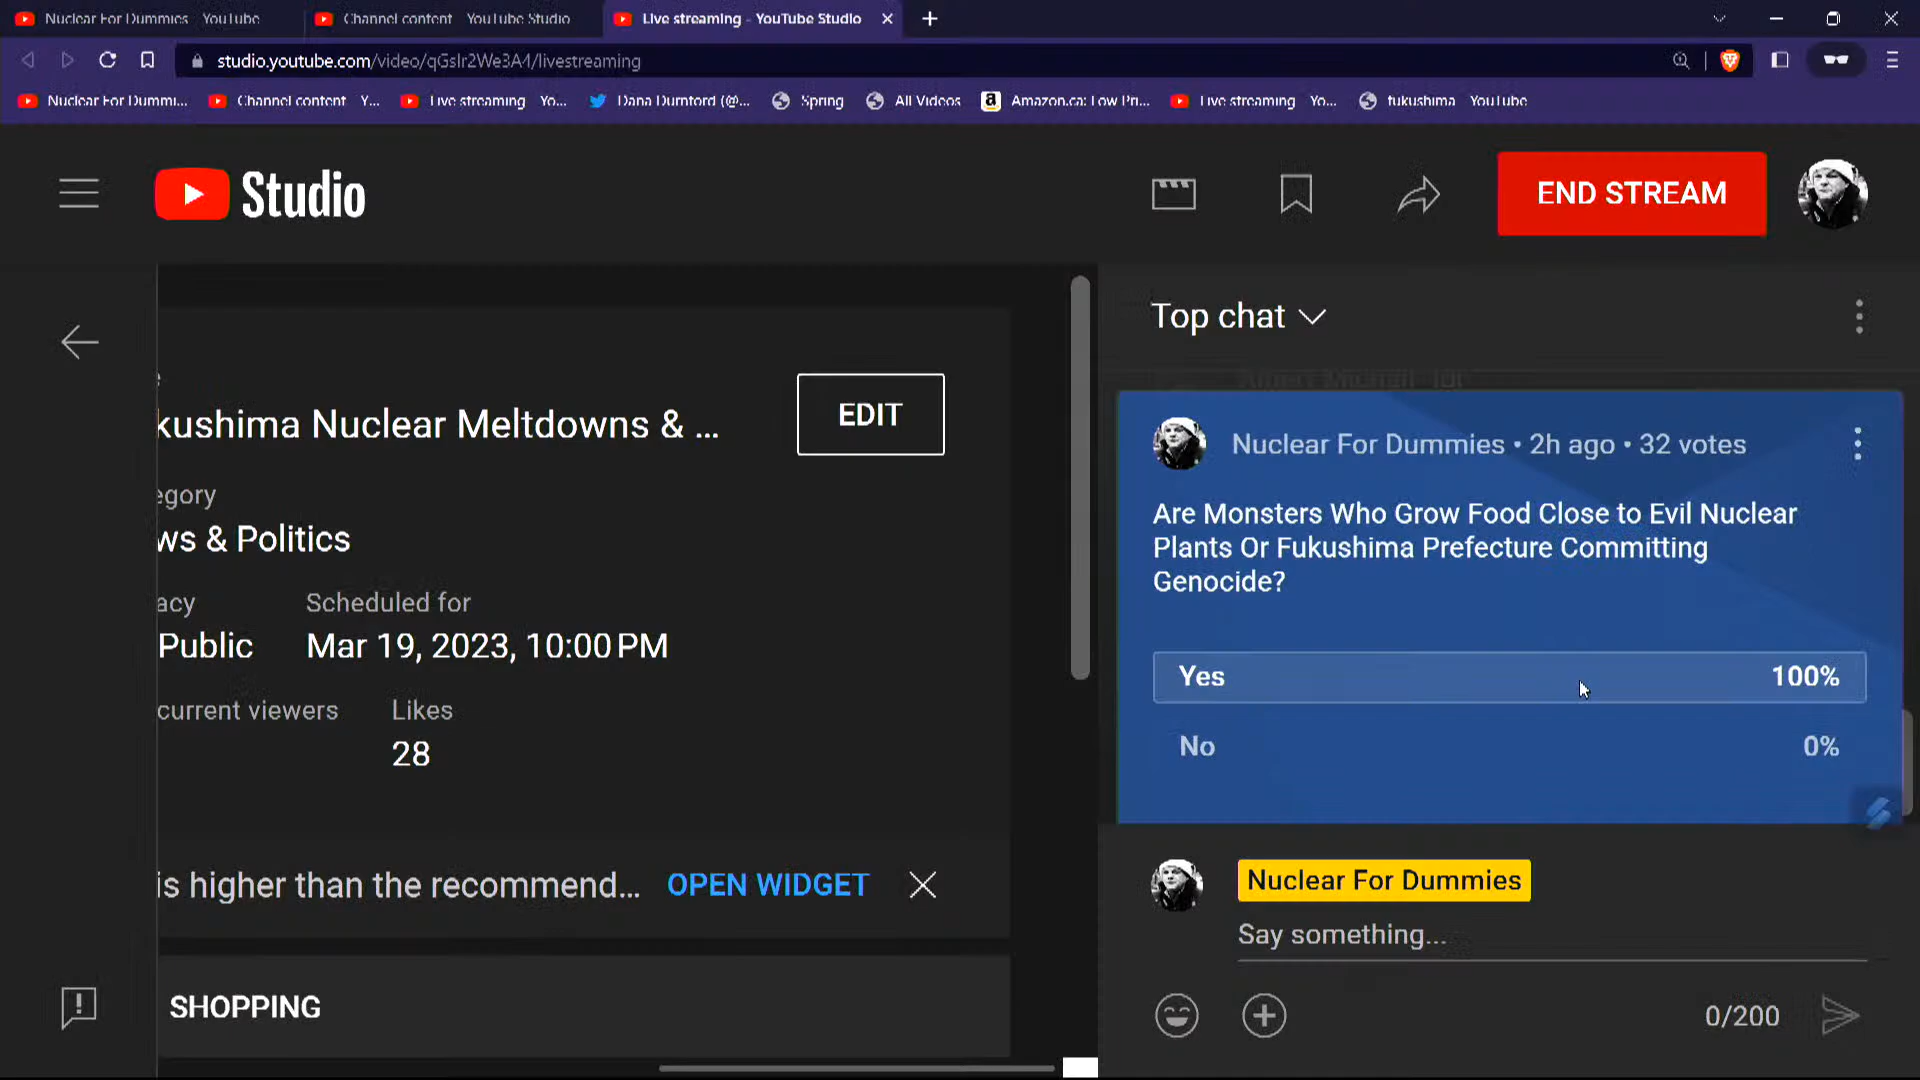 Nuclear For Dummies YouTube
Channel content YouTube Studio
Live streaming - YouTube Studio
studio.youtube.com/video/qGsIr2We3A4/livestreaming
Nuclear For Dummi...
Channel content Y...
Live streaming Yo...
Dana Durnford (@...
Spring
All Videos
Amazon.ca: Low Pri...
Live streaming Yo...
fukushima YouTube
Studio
END STREAM
kushima Nuclear Meltdowns & ...
EDIT
egory
ws & Politics
acy
Scheduled for
Public
Mar 19, 2023, 10:00 PM
current viewers
Likes
28
is higher than the recommend...
OPEN WIDGET
SHOPPING
Top chat
Nuclear For Dummies • 2h ago • 32 votes
Are Monsters Who Grow Food Close to Evil Nuclear
Plants Or Fukushima Prefecture Committing
Genocide?
Yes 100%
No 0%
Nuclear For Dummies
Say something...
0/200